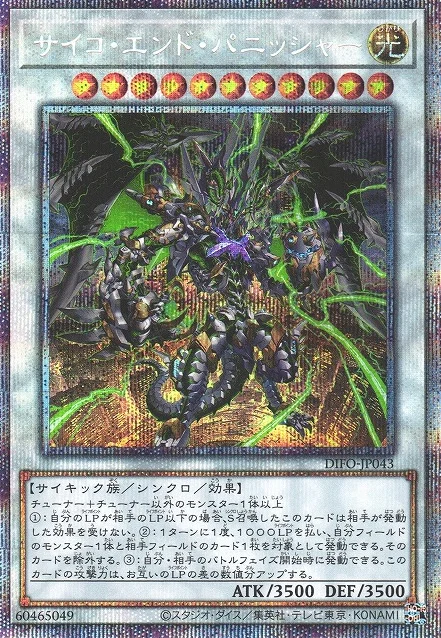 サイコ・エンド・パニッシャー
光
DIFO-JP043
【サイキック族／シンクロ／効果】
チューナー＋チューナー以外のモンスター1体以上
①：自分のLPが相手のLP以下の場合、S召喚したこのカードは相手が発動
した効果を受けない。②：1ターンに1度、1000LPを払い、自分フィールド
のモンスター1体と相手フィールドのカード1枚を対象として発動できる。その
カードを除外する。③：自分・相手のバトルフェイズ開始時に発動できる。この
カードの攻撃力は、お互いのLPの差の数値分アップする。
ATK/3500 DEF/3500
60465049
©スタジオ・ダイス／集英社・テレビ東京・KONAMI